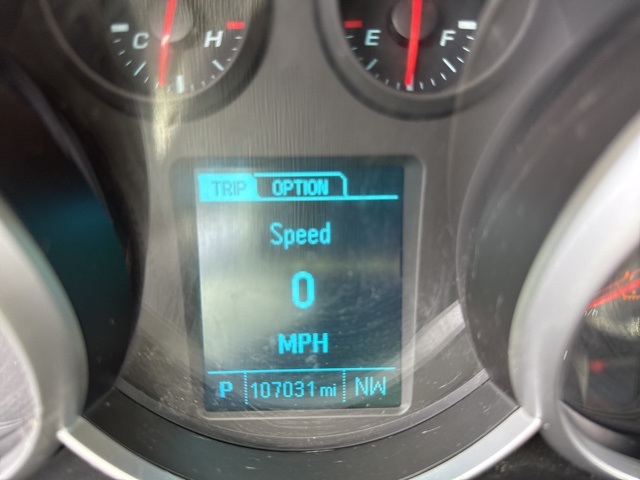 C H E F
TRIP OPTION
Speed
0
MPH
P 107031 mi NW